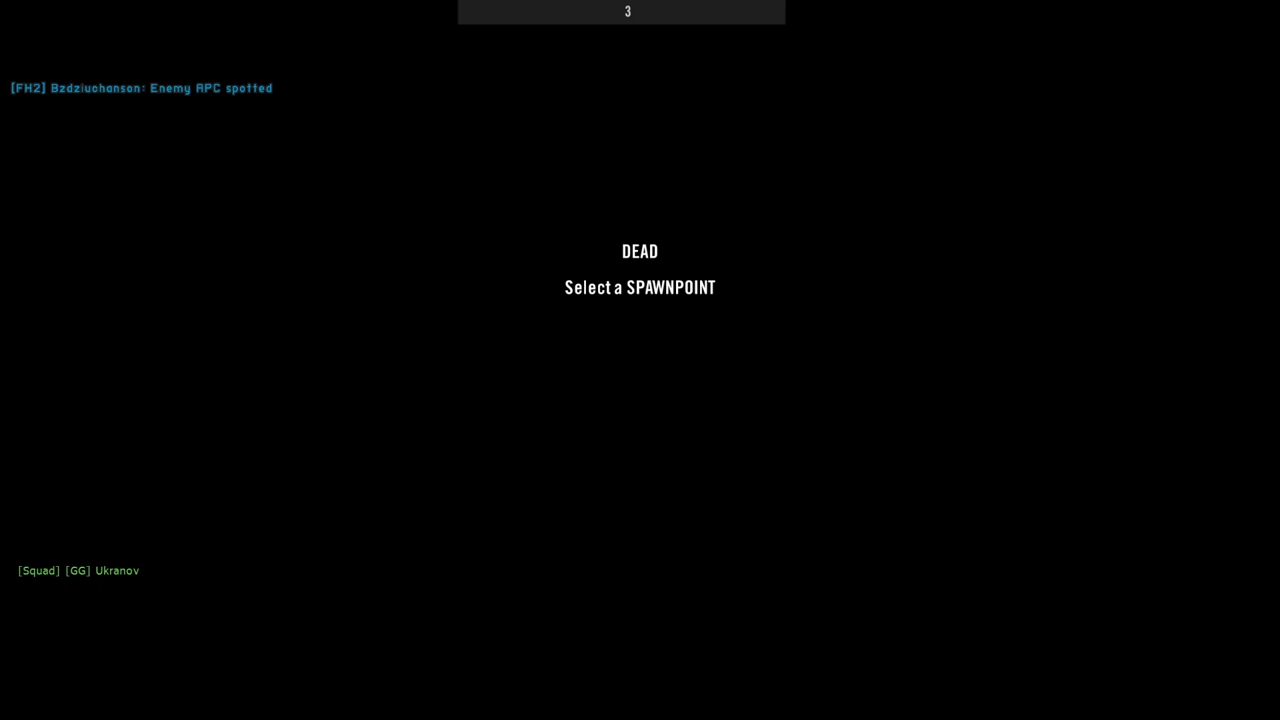 3
[FH2] Bzdziuchanson: Enemy APC spotted
DEAD
Select a SPAWNPOINT
[Squad] [GG] Ukranov